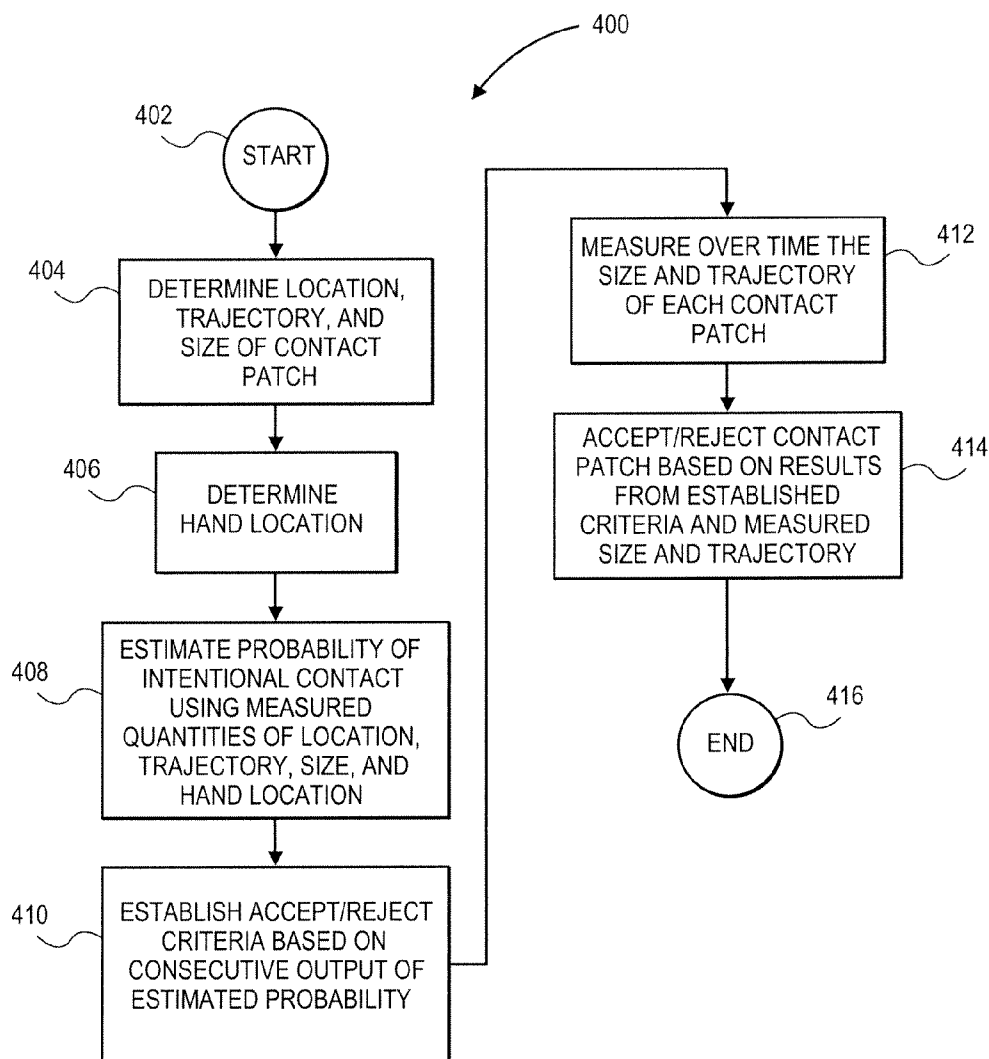 400
402
START
404
DETERMINE LOCATION,
TRAJECTORY, AND
SIZE OF CONTACT
PATCH
406
DETERMINE
HAND LOCATION
408
ESTIMATE PROBABILITY OF
INTENTIONAL CONTACT
USING MEASURED
QUANTITIES OF LOCATION,
TRAJECTORY, SIZE, AND
HAND LOCATION
410
ESTABLISH ACCEPT/REJECT
CRITERIA BASED ON
CONSECUTIVE OUTPUT OF
ESTIMATED PROBABILITY
412
MEASURE OVER TIME THE
SIZE AND TRAJECTORY
OF EACH CONTACT
PATCH
414
ACCEPT/REJECT CONTACT
PATCH BASED ON RESULTS
FROM ESTABLISHED
CRITERIA AND MEASURED
SIZE AND TRAJECTORY
416
END